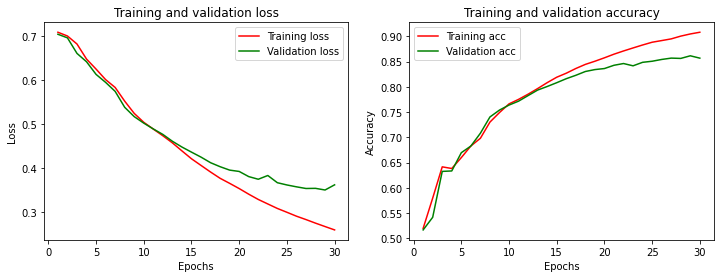 Training and validation loss
Training loss
Validation loss
0.7
0.6
0.5
0.4
0.3
Loss
0 5 10 15 20 25 30
Epochs
Training and validation accuracy
Training acc
Validation acc
0.90
0.85
0.80
0.75
0.70
0.65
0.60
0.55
0.50
Accuracy
0 5 10 15 20 25 30
Epochs